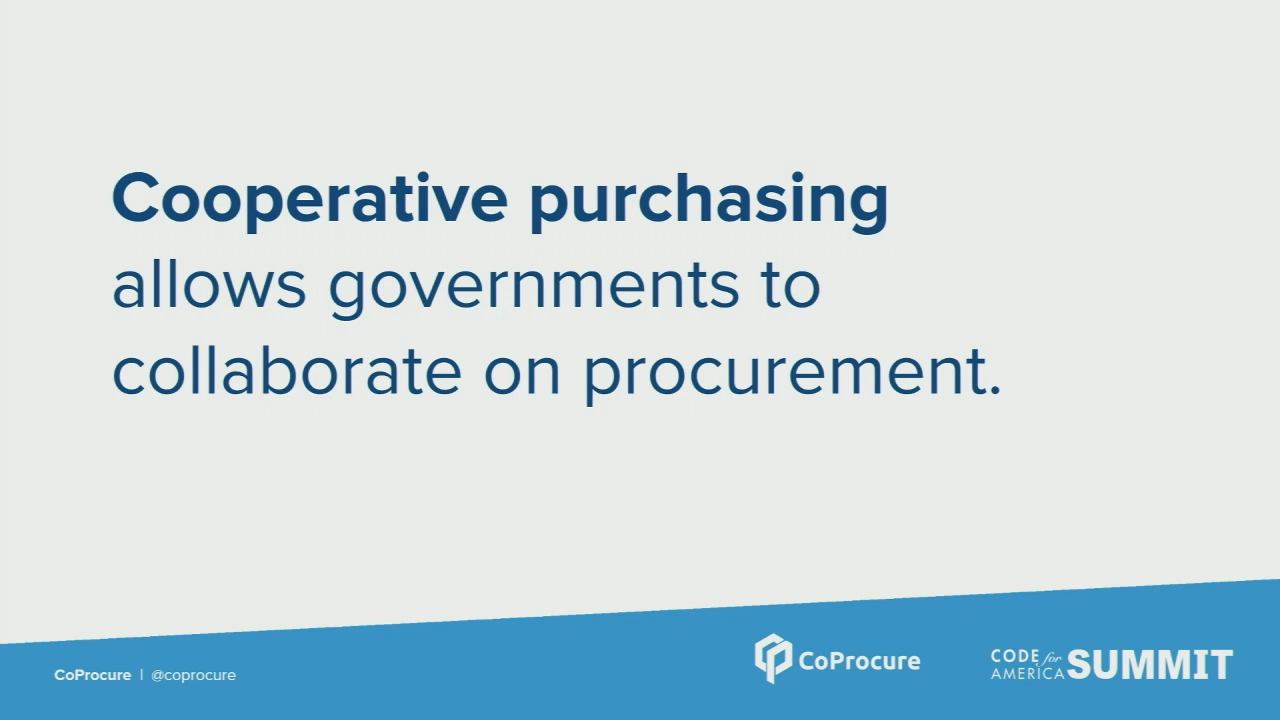 Cooperative purchasing
allows governments to
collaborate on procurement.
CoProcure | @coprocure
CoProcure
CODE for
AMERICA SUMMIT